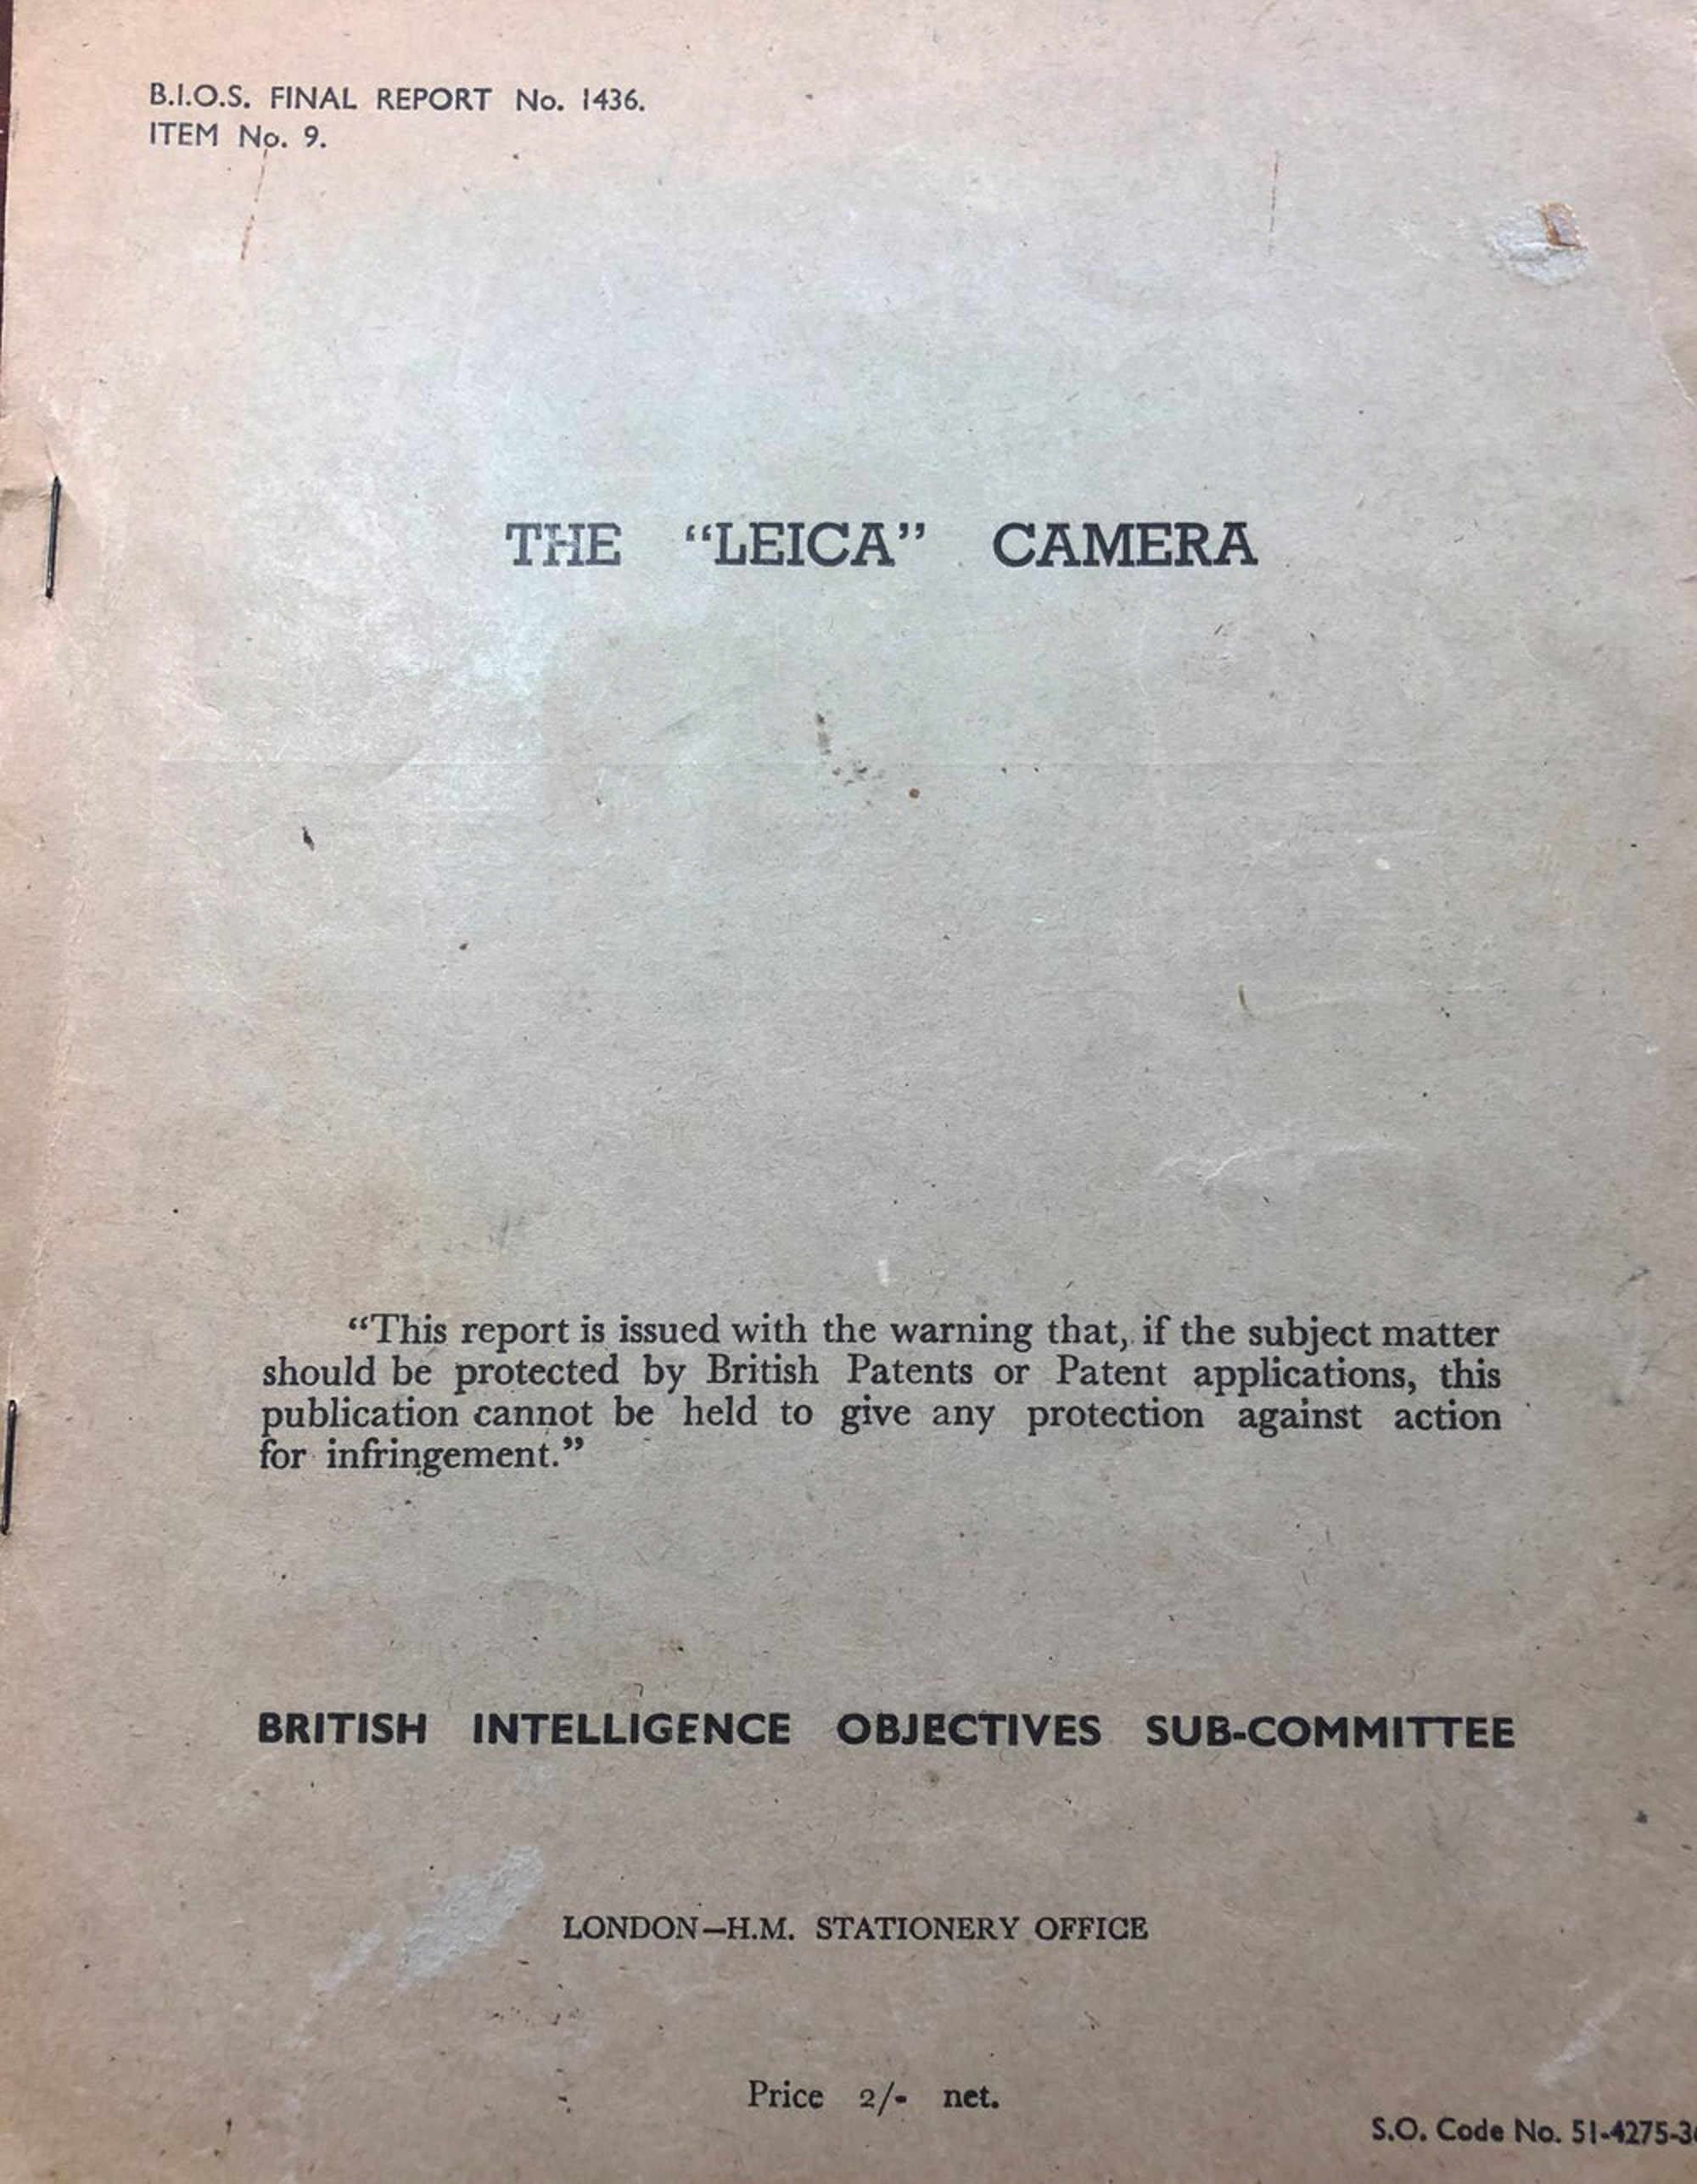 B.I.O.S. FINAL REPORT No. 1436.
ITEM No. 9.
THE “LEICA” CAMERA
“This report is issued with the warning that, if the subject matter
should be protected by British Patents or Patent applications, this
publication cannot be held to give any protection against action
for infringement.”
BRITISH INTELLIGENCE OBJECTIVES SUB-COMMITTEE
LONDON—H.M. STATIONERY OFFICE
Price 2/- net.
S.O. Code No.